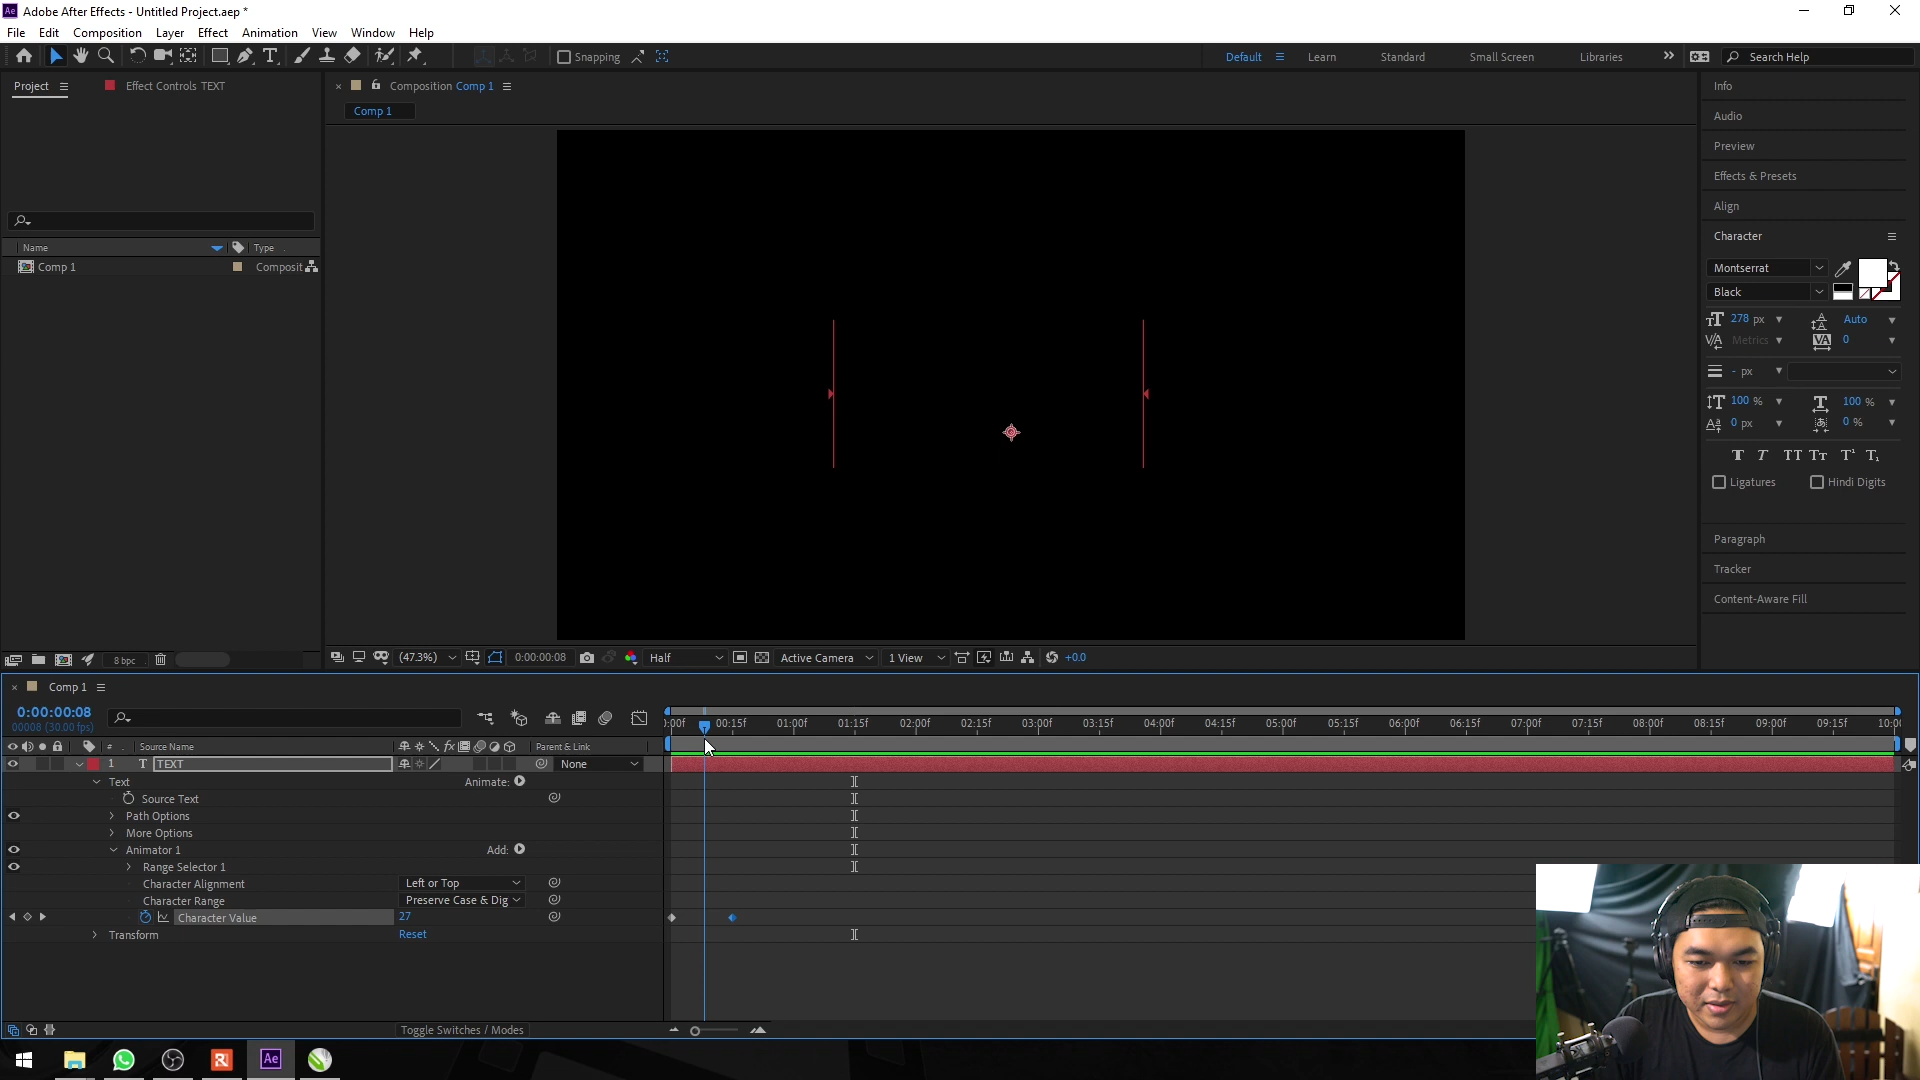 Adobe After Effects - Untitled Project.aep *
File Edit Composition Layer Effect Animation View Window Help
Snapping
Default Learn Standard Small Screen Libraries Search Help
Project Effect Controls TEXT
Composition Comp 1
Comp 1
Info
Audio
Preview
Effects & Presets
Align
Character
Name Type
Comp 1 Composit
Montserrat
Black
278 px Auto
Metrics 0
- px
100 % 100 %
0 px 0 %
Ligatures Hindi Digits
Paragraph
Tracker
Content-Aware Fill
8 bpc
(47.3%) 0:00:00:08 Half Active Camera 1 View +0.0
Comp 1
0:00:00:08
00008 (30.00 fps)
):00f 00:15f 01:00f 01:15f 02:00f 02:15f 03:00f 03:15f 04:00f 04:15f 05:00f 05:15f 06:00f 06:15f 07:00f 07:15f 08:00f 08:15f 09:00f 09:15f 10:00
# Source Name Parent & Link
1 T TEXT None
Text Animate:
Source Text
Path Options
More Options
Animator 1 Add:
Range Selector 1
Character Alignment Left or Top
Character Range Preserve Case & Dig
Character Value 27
Transform Reset
Toggle Switches / Modes
Ae